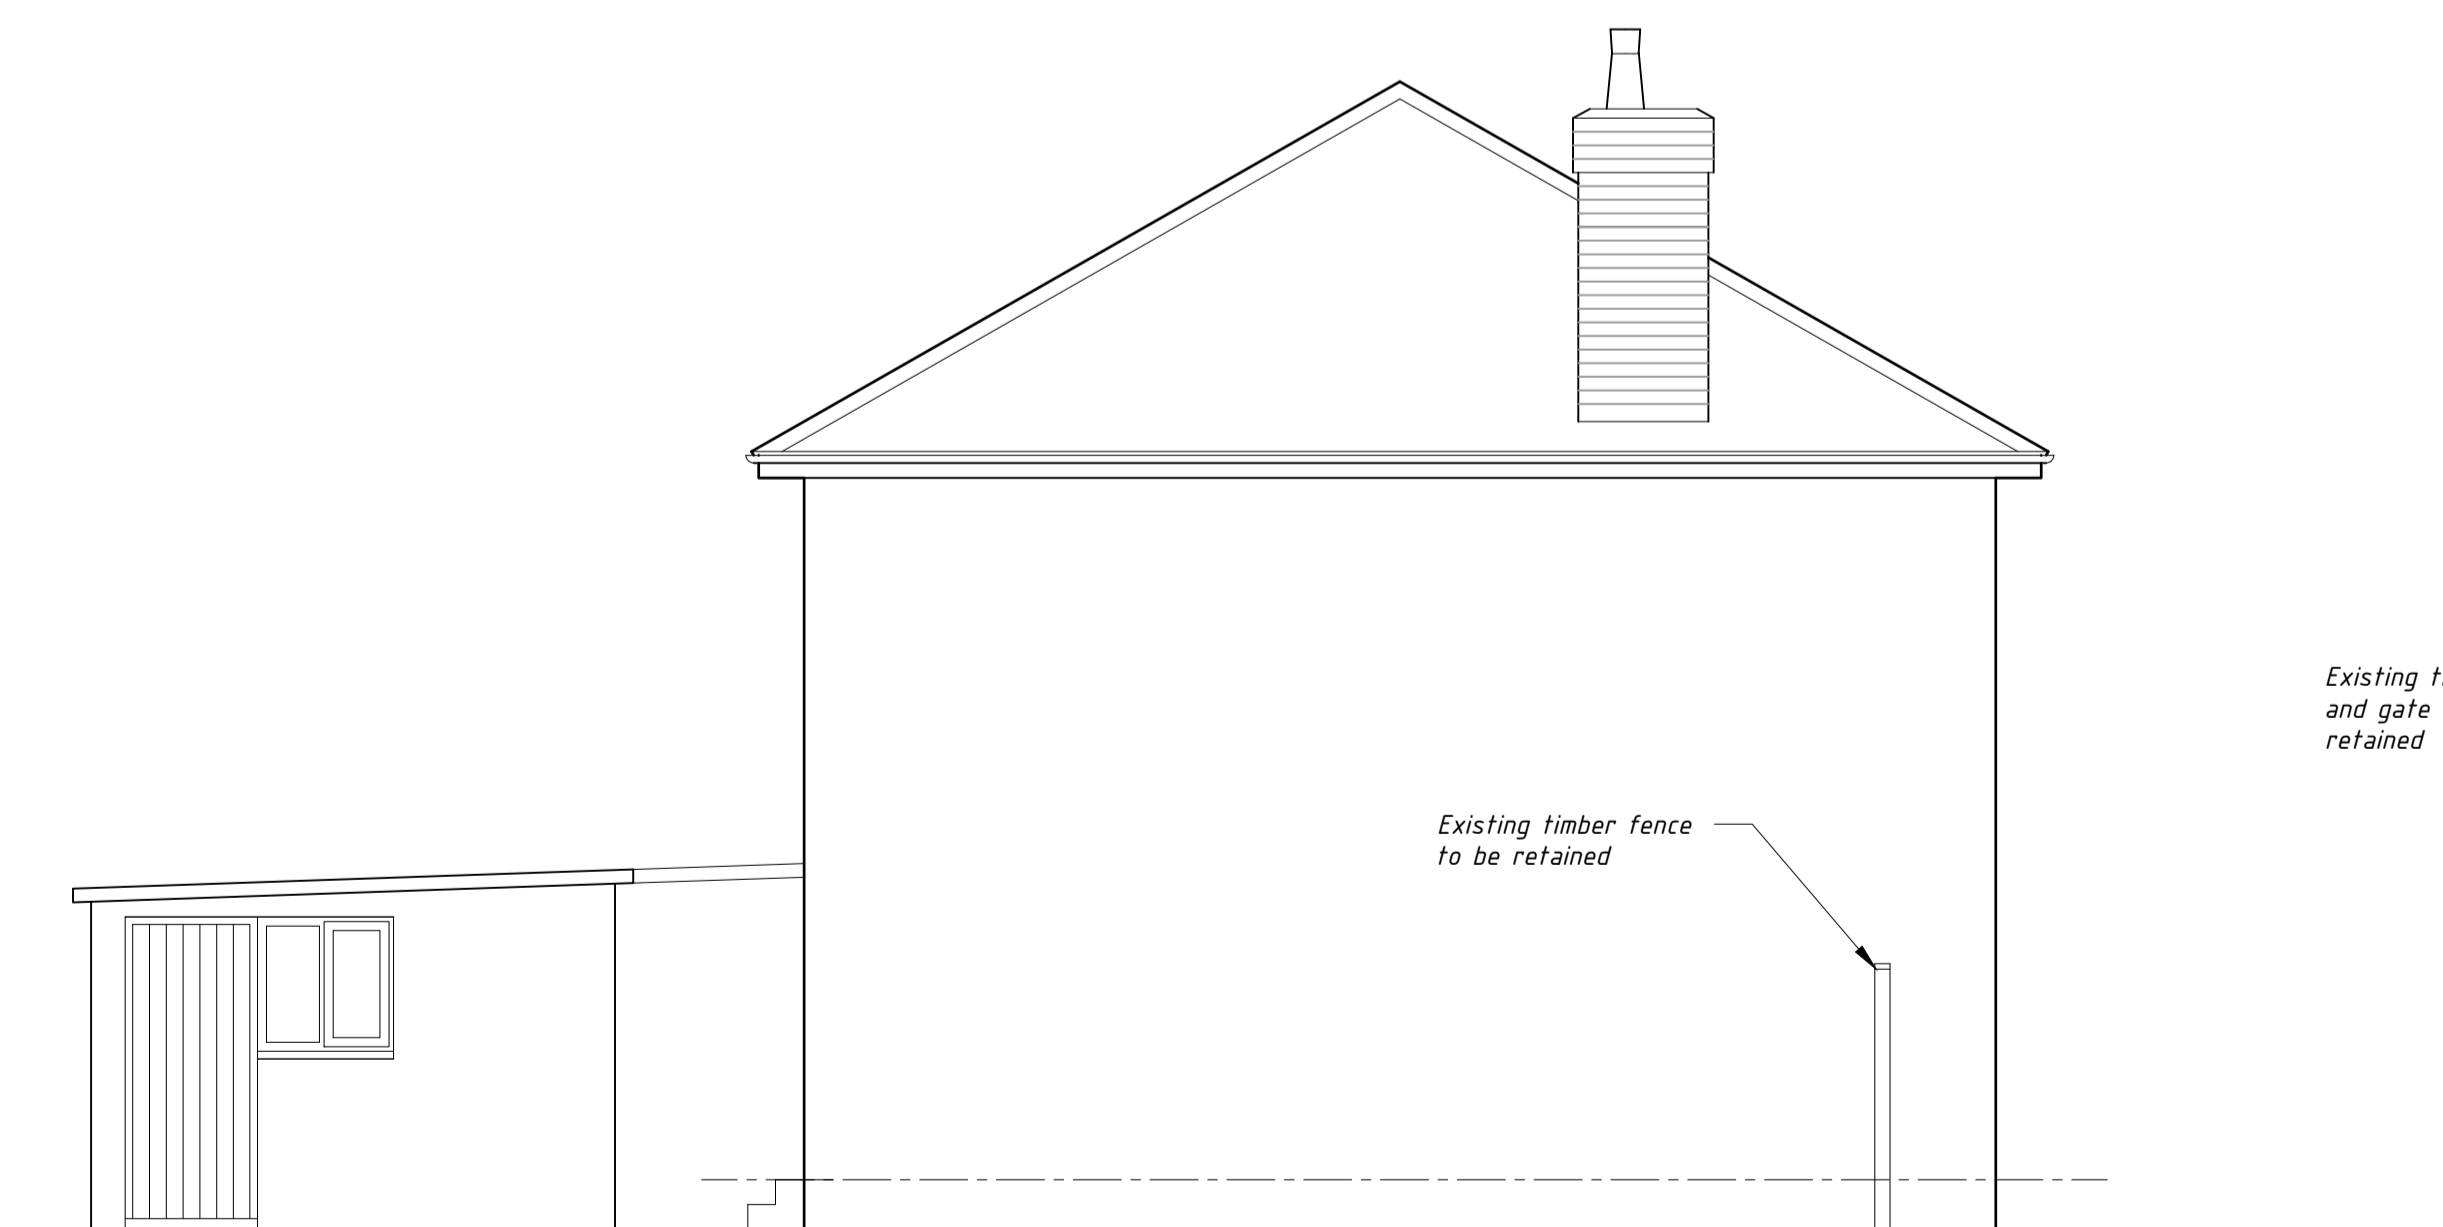 Existing timber fence
to be retained
Existing
and gate
retained